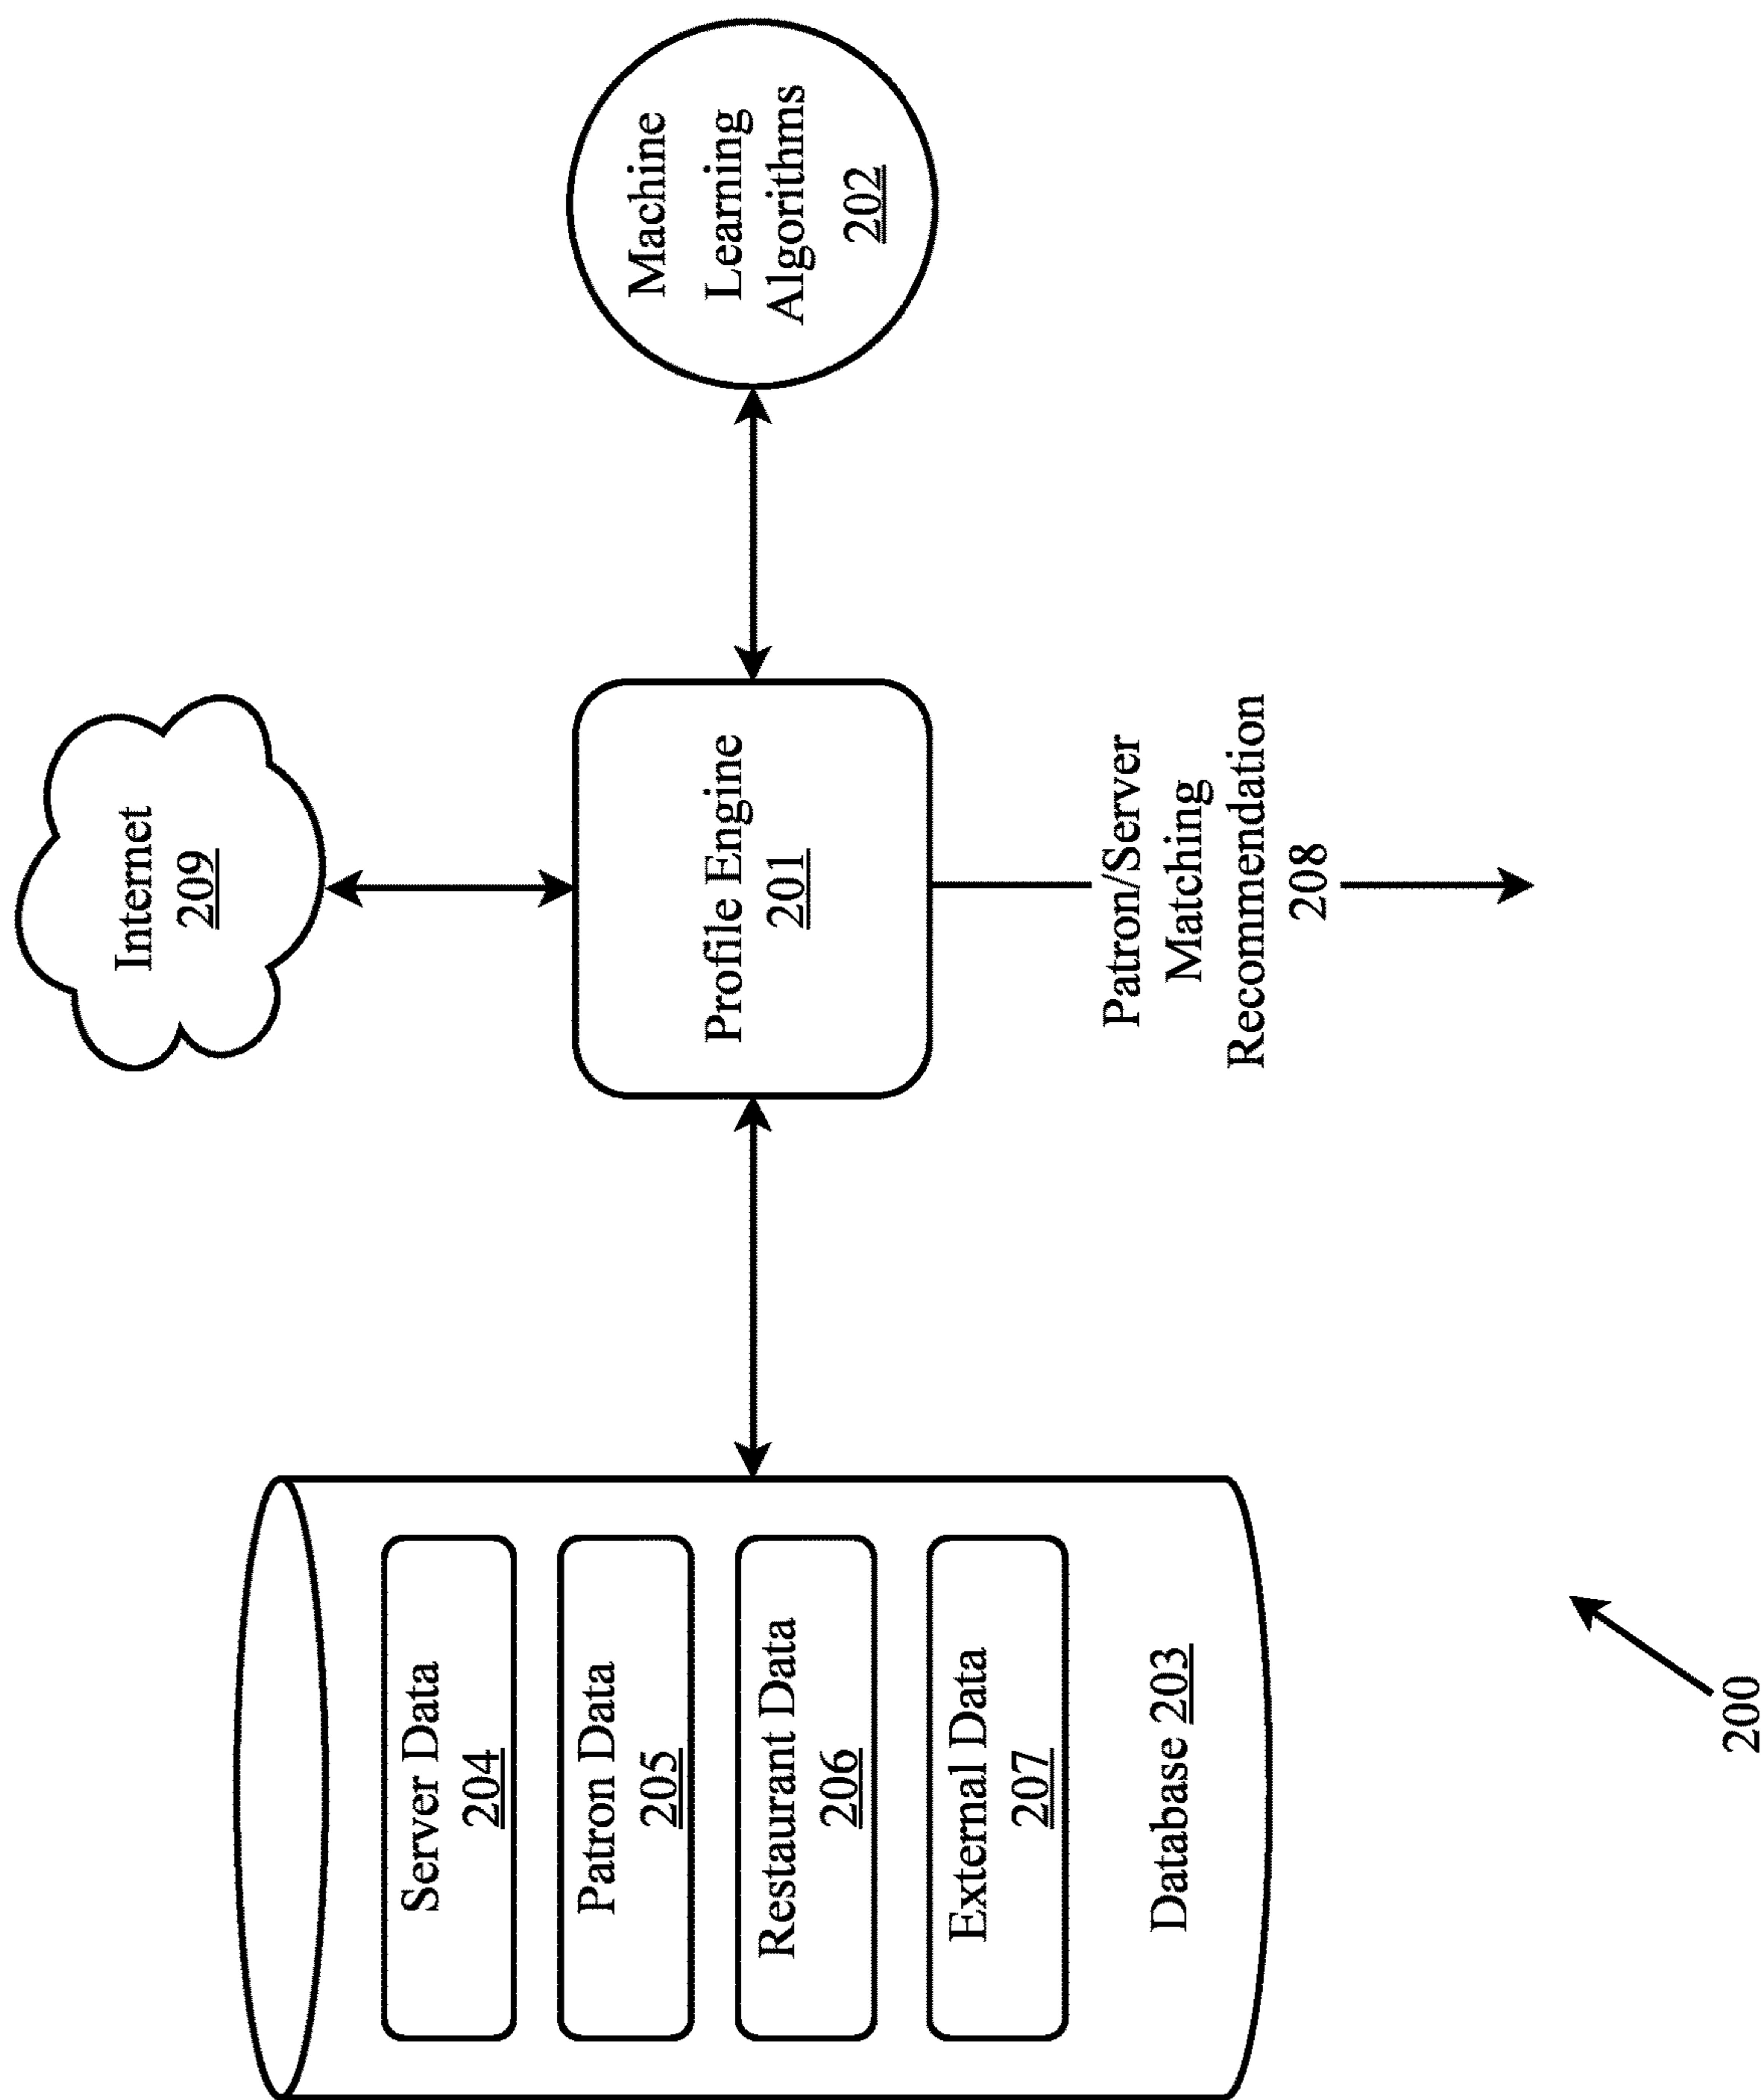 Server Data
204
Patron Data
205
Restaurant Data
206
External Data
207
Database 203
Internet
209
Profile Engine
201
Patron/Server
Matching
Recommendation
208
Machine
Learning
Algorithms
202
200